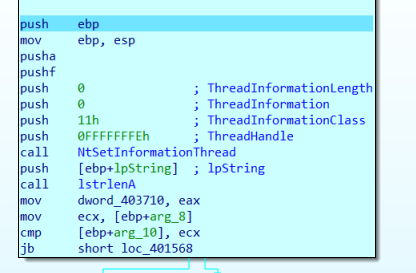 push ebp
mov ebp, esp
pusha
pushf
push 0 ; ThreadInformationLength
push 0 ; ThreadInformation
push 11h ; ThreadInformationClass
push 0FFFFFFFEh ; ThreadHandle
call NtSetInformationThread
push [ebp+lpString] ; lpString
call lstrlenA
mov dword_403710, eax
mov ecx, [ebp+arg_8]
cmp [ebp+arg_10], ecx
jb short loc_401568